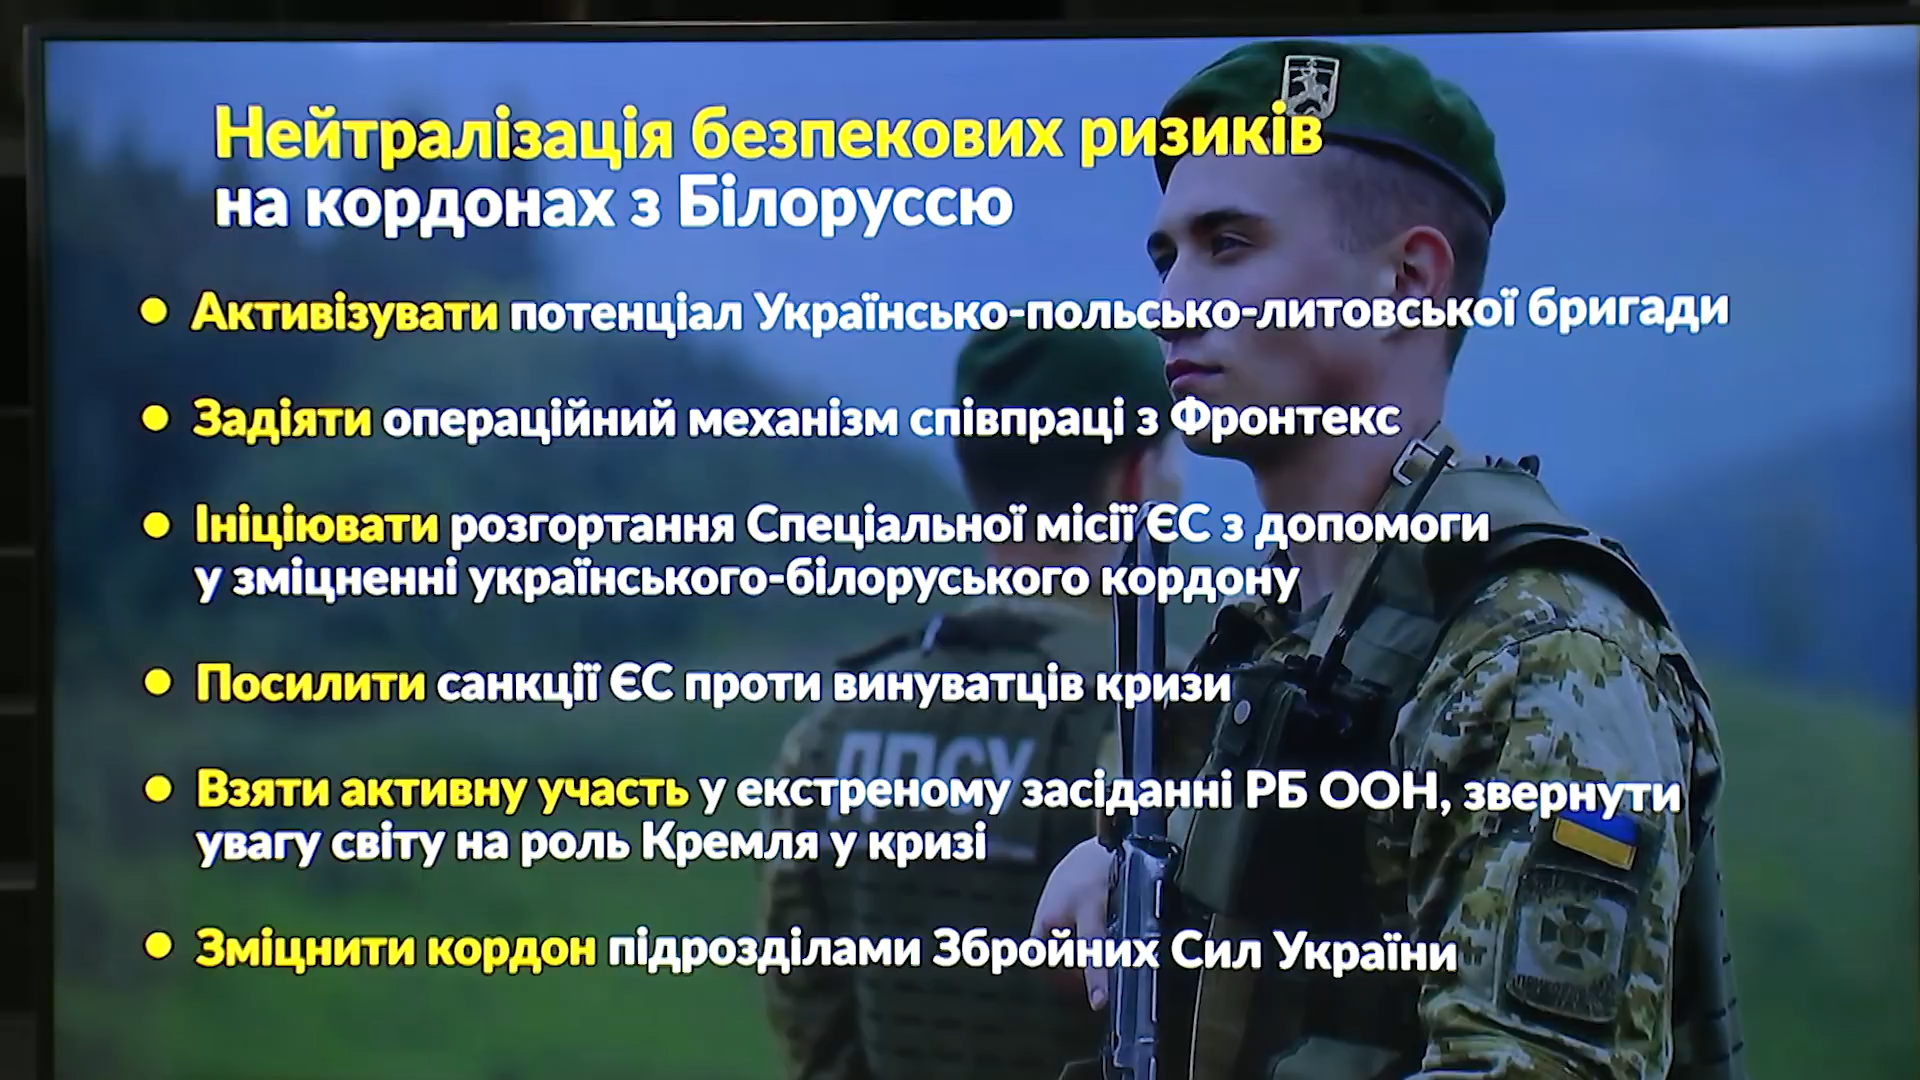 Нейтралізація безпекових ризиків
на кордонах з Білоруссю
Активізувати потенціал Українсько-польсько-литовської бригади
Задіяти операційний механізм співпраці з Фронтекс
Ініціювати розгортання Спеціальної місії ЄС з допомоги
у зміцненні українського-білоруського кордону
Посилити санкції ЄС проти винуватців кризи
ДПСУ
Взяти активну участь у екстреному засіданні РБ ООН, звернути
увагу світу на роль Кремля у кризі
Зміцнити кордон підрозділами Збройних Сил України